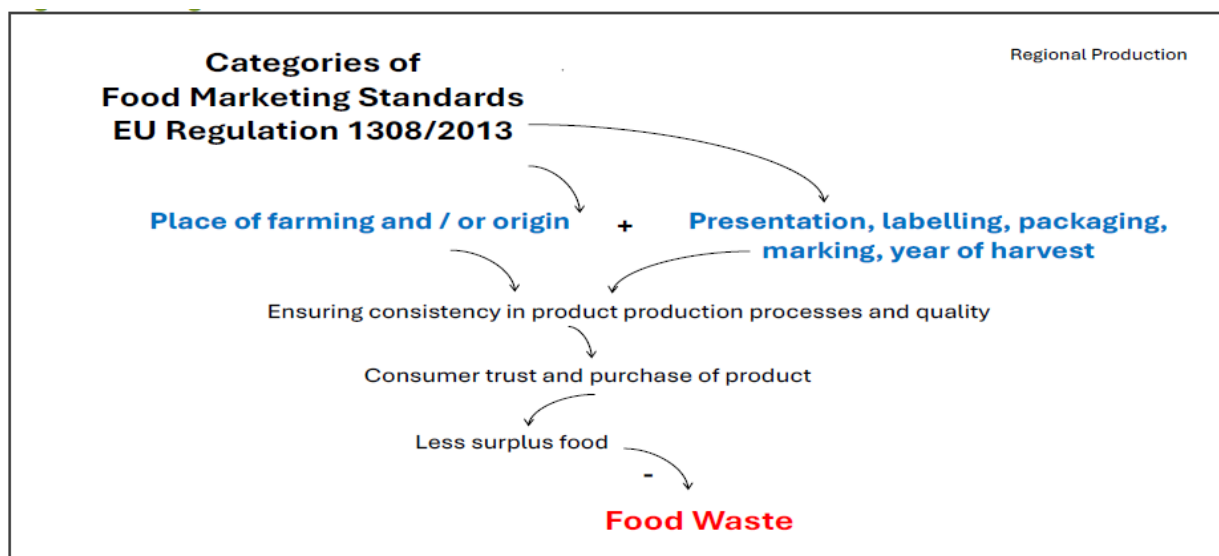 Regional Production
Categories of
Food Marketing Standards
EU Regulation 1308/2013
Place of farming and / or origin + Presentation, labelling, packaging,
marking, year of harvest
Ensuring consistency in product production processes and quality
Consumer trust and purchase of product
Less surplus food
-
Food Waste